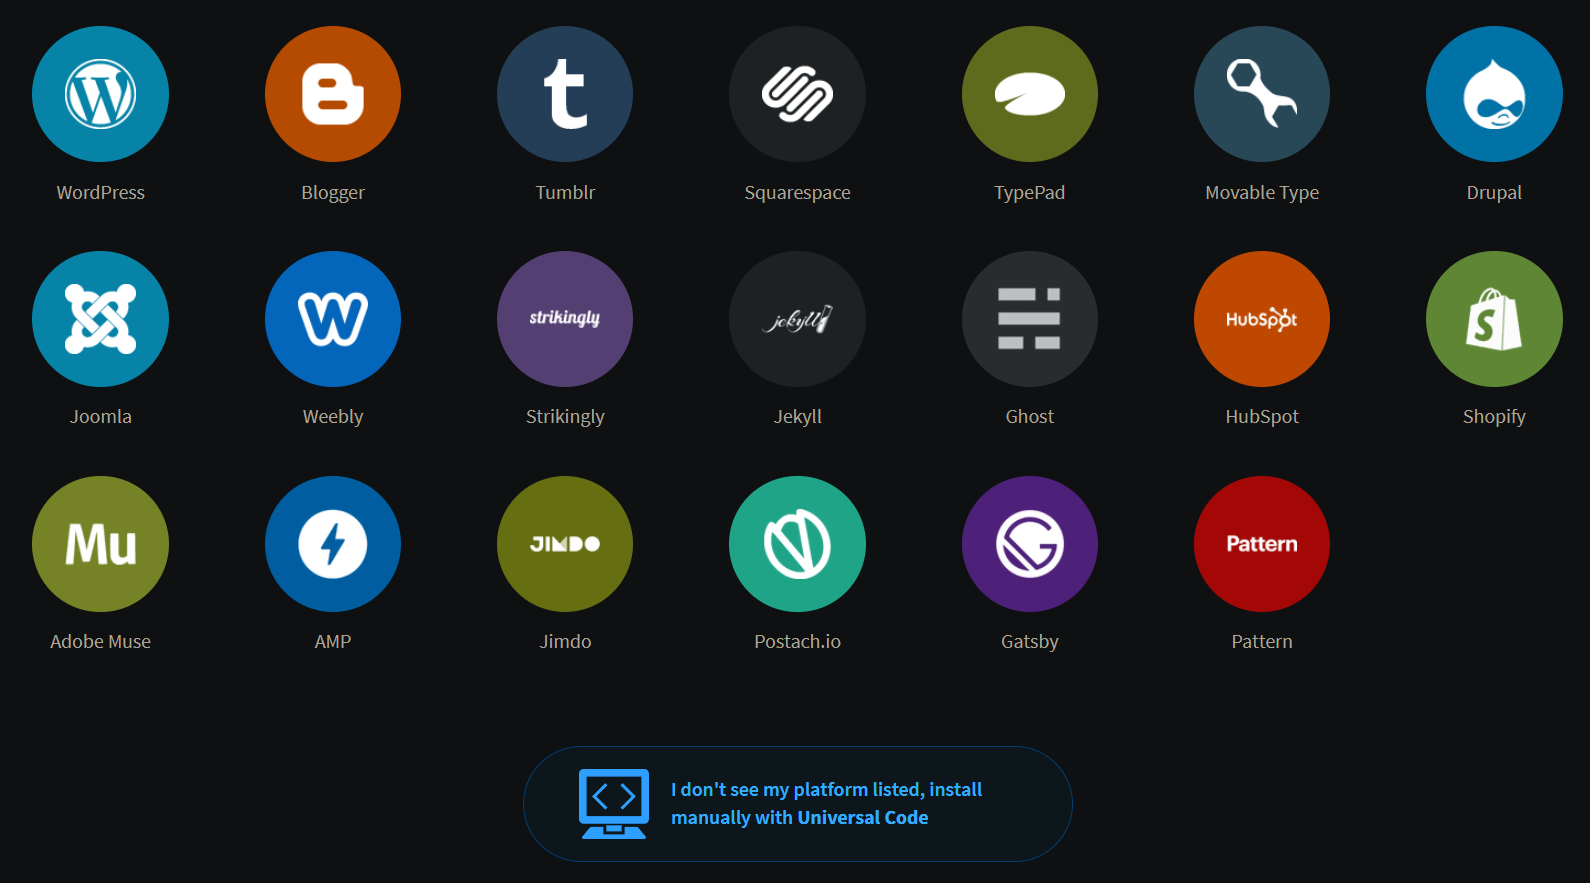 WordPress
Blogger
Tumblr
Squarespace
TypePad
Movable Type
Drupal
strikingly
jekyll
HubSpot
Joomla
Weebly
Strikingly
Jekyll
Ghost
HubSpot
Shopify
Mu
JIMDO
Pattern
Adobe Muse
AMP
Jimdo
Postach.io
Gatsby
Pattern
I don't see my platform listed, install
manually with Universal Code